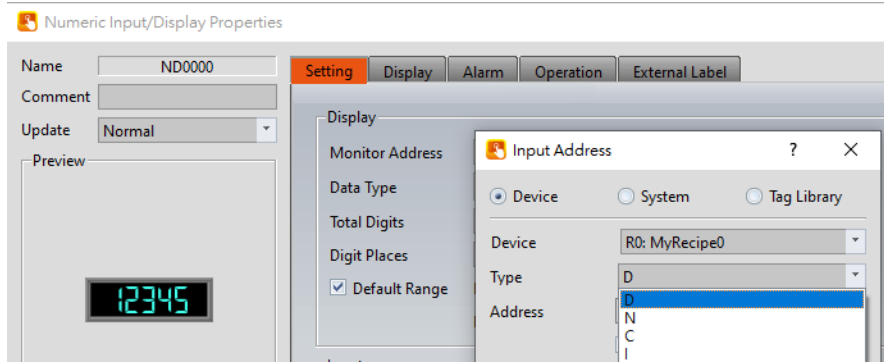 Numeric Input/Display Properties
Name ND0000
Comment
Update Normal
Preview
12345
Setting Display Alarm Operation External Label
Display
Monitor Address
Data Type
Total Digits
Digit Places
Default Range
Input Address ? ×
Device System Tag Library
Device R0: MyRecipe0
Type D
Address
D
N
C
I